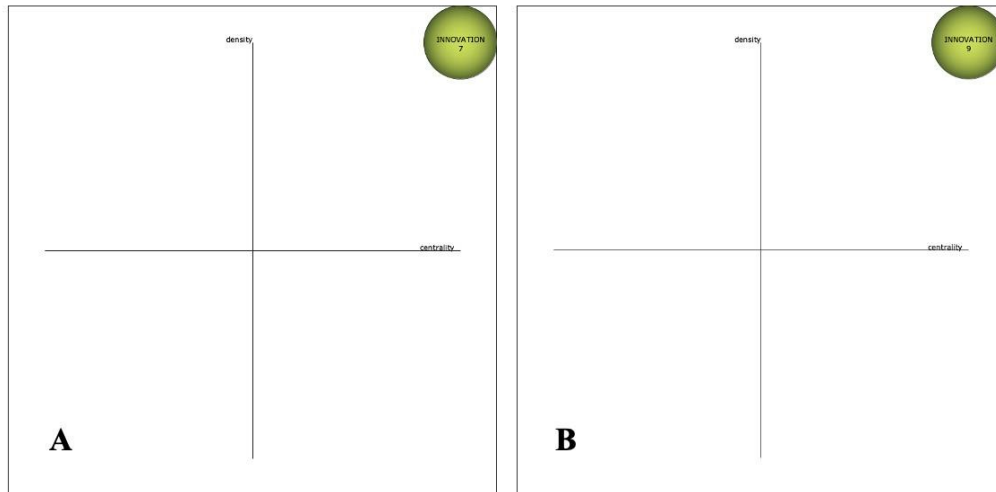 INNOVATION
7
density
centrality
A
INNOVATION
9
density
centrality
B